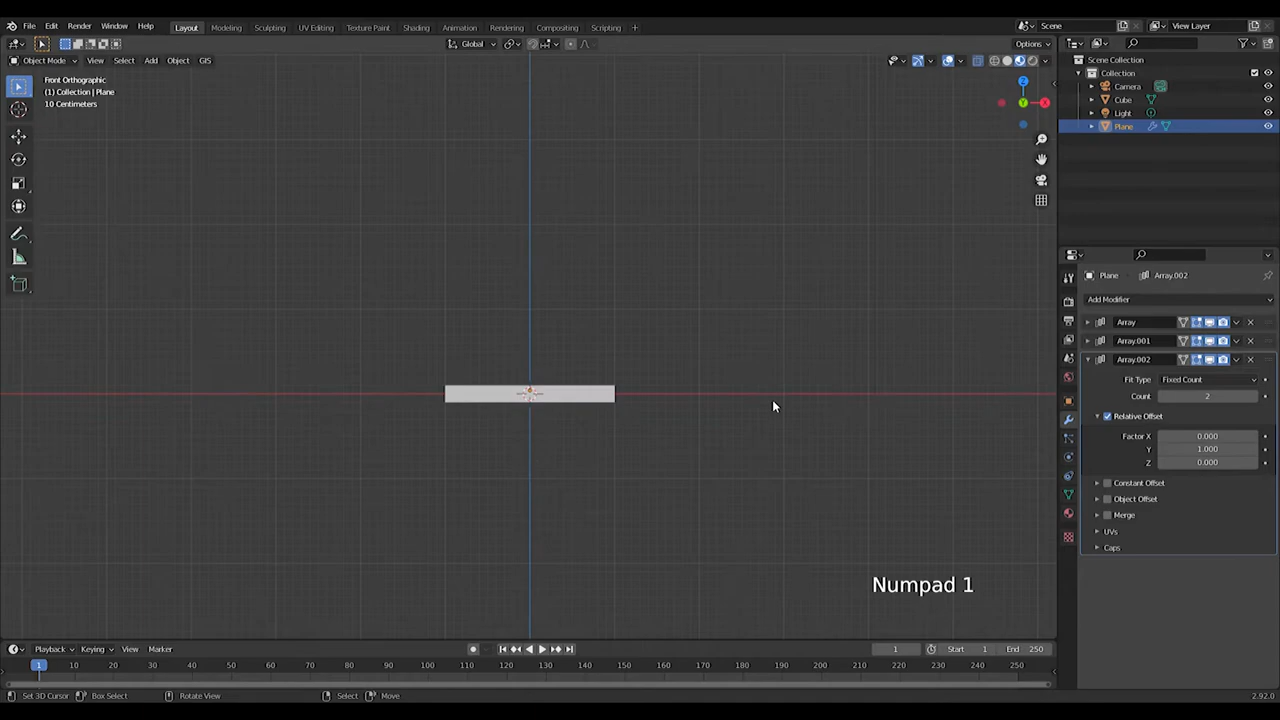 File Edit Render Window Help Layout Modeling Sculpting UV Editing Texture Paint Shading Animation Rendering Compositing Scripting + Scene View Layer
Global Options
Object Mode View Select Add Object GIS
Front Orthographic
(1) Collection | Plane
10 Centimeters
Z
Y
X
Scene Collection
Collection
Camera
Cube
Light
Plane
Plane Array.002
Add Modifier
Array
Array.001
Array.002
Fit Type Fixed Count
Count 2
Relative Offset
Factor X 0.000
Y 1.000
Z 0.000
Constant Offset
Object Offset
Merge
UVs
Caps
Numpad 1
Playback Keying View Marker 1 Start 1 End 250
1 10 20 30 40 50 60 70 80 90 100 110 120 130 140 150 160 170 180 190 200 210 220 230 240 250
Set 3D Cursor Box Select Rotate View Select Move 2.92.0